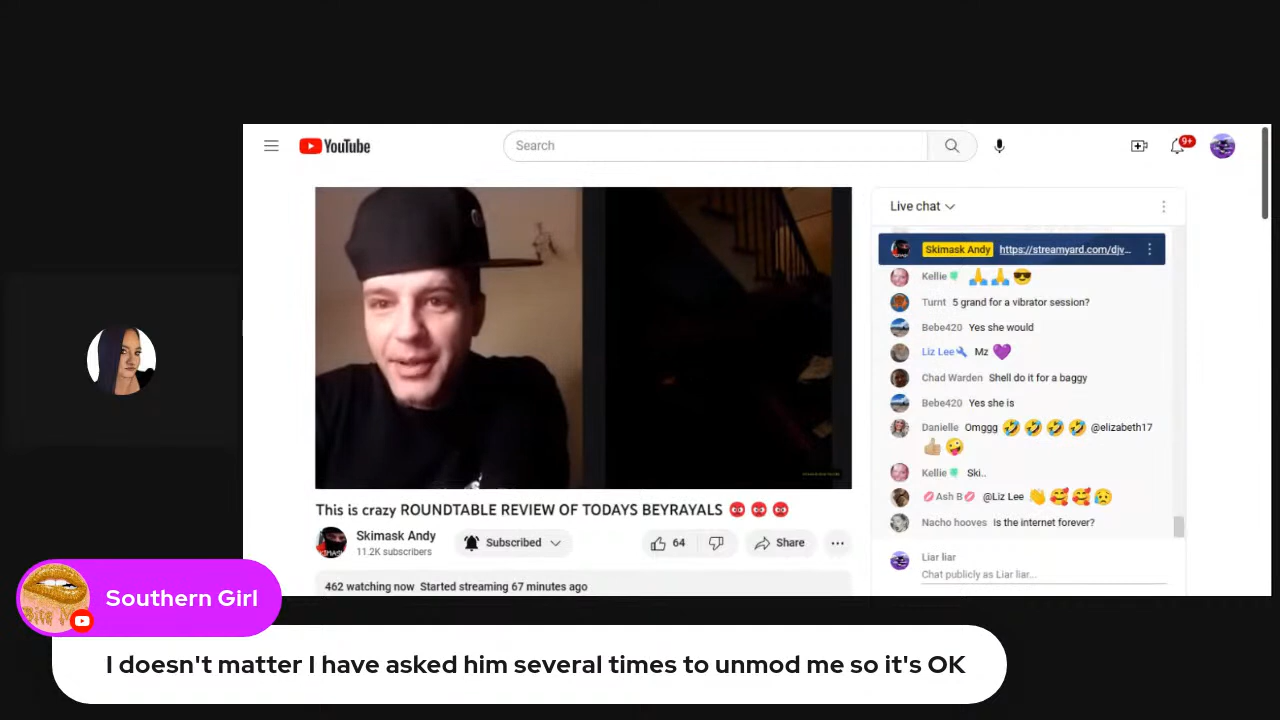 YouTube
Search
9+
Live chat
Skimask Andy https://streamyard.com/djv...
Kellie
Turnt 5 grand for a vibrator session?
Bebe420 Yes she would
Liz Lee Mz
Chad Warden Shell do it for a baggy
Bebe420 Yes she is
Danielle Omggg @elizabeth17
Kellie Ski..
Ash B @Liz Lee
Nacho hooves Is the internet forever?
Liar liar
Chat publicly as Liar liar...
This is crazy ROUNDTABLE REVIEW OF TODAYS BEYRAYALS
Skimask Andy
11.2K subscribers
Subscribed
64
Share
462 watching now Started streaming 67 minutes ago
Southern Girl
I doesn't matter I have asked him several times to unmod me so it's OK